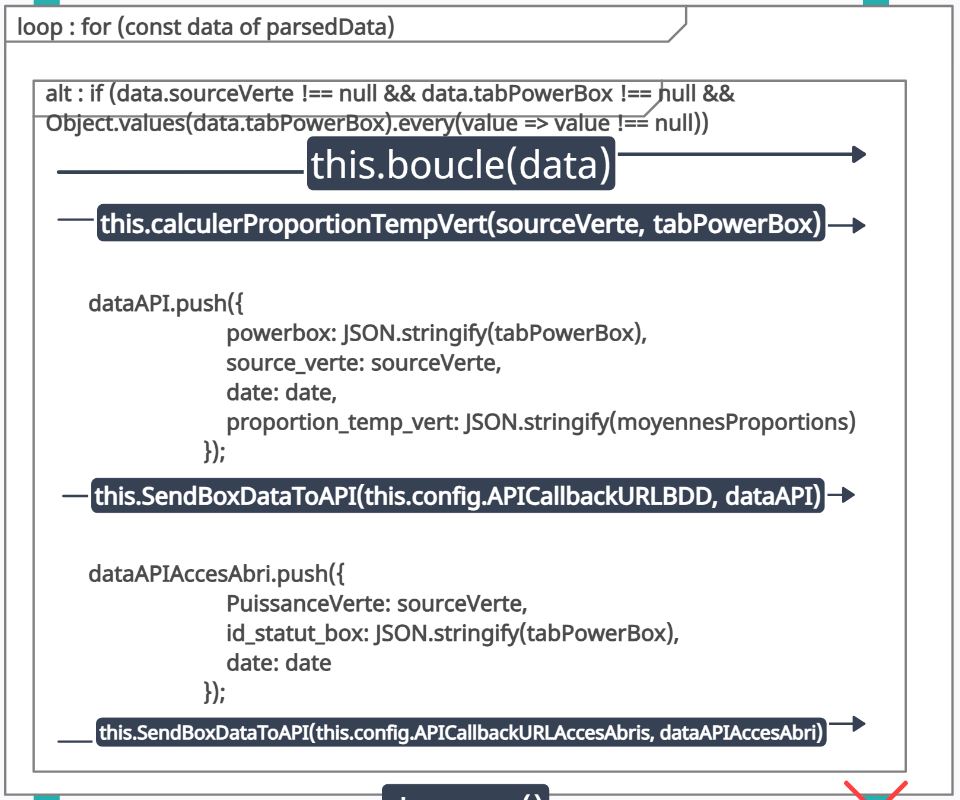 loop : for (const data of parsedData)
alt : if (data.sourceVerte !== null && data.tabPowerBox !== null &&
Object.values(data.tabPowerBox).every(value => value !== null))
this.boucle(data)
this.calculerProportionTempVert(sourceVerte, tabPowerBox)
dataAPI.push({
powerbox: JSON.stringify(tabPowerBox),
source_verte: sourceVerte,
date: date,
proportion_temp_vert: JSON.stringify(moyennesProportions)
});
this.SendBoxDataToAPI(this.config.APICallbackURLBDD, dataAPI)
dataAPIAccesAbri.push({
PuissanceVerte: sourceVerte,
id_statut_box: JSON.stringify(tabPowerBox),
date: date
});
this.SendBoxDataToAPI(this.config.APICallbackURLAccesAbris, dataAPIAccesAbri)